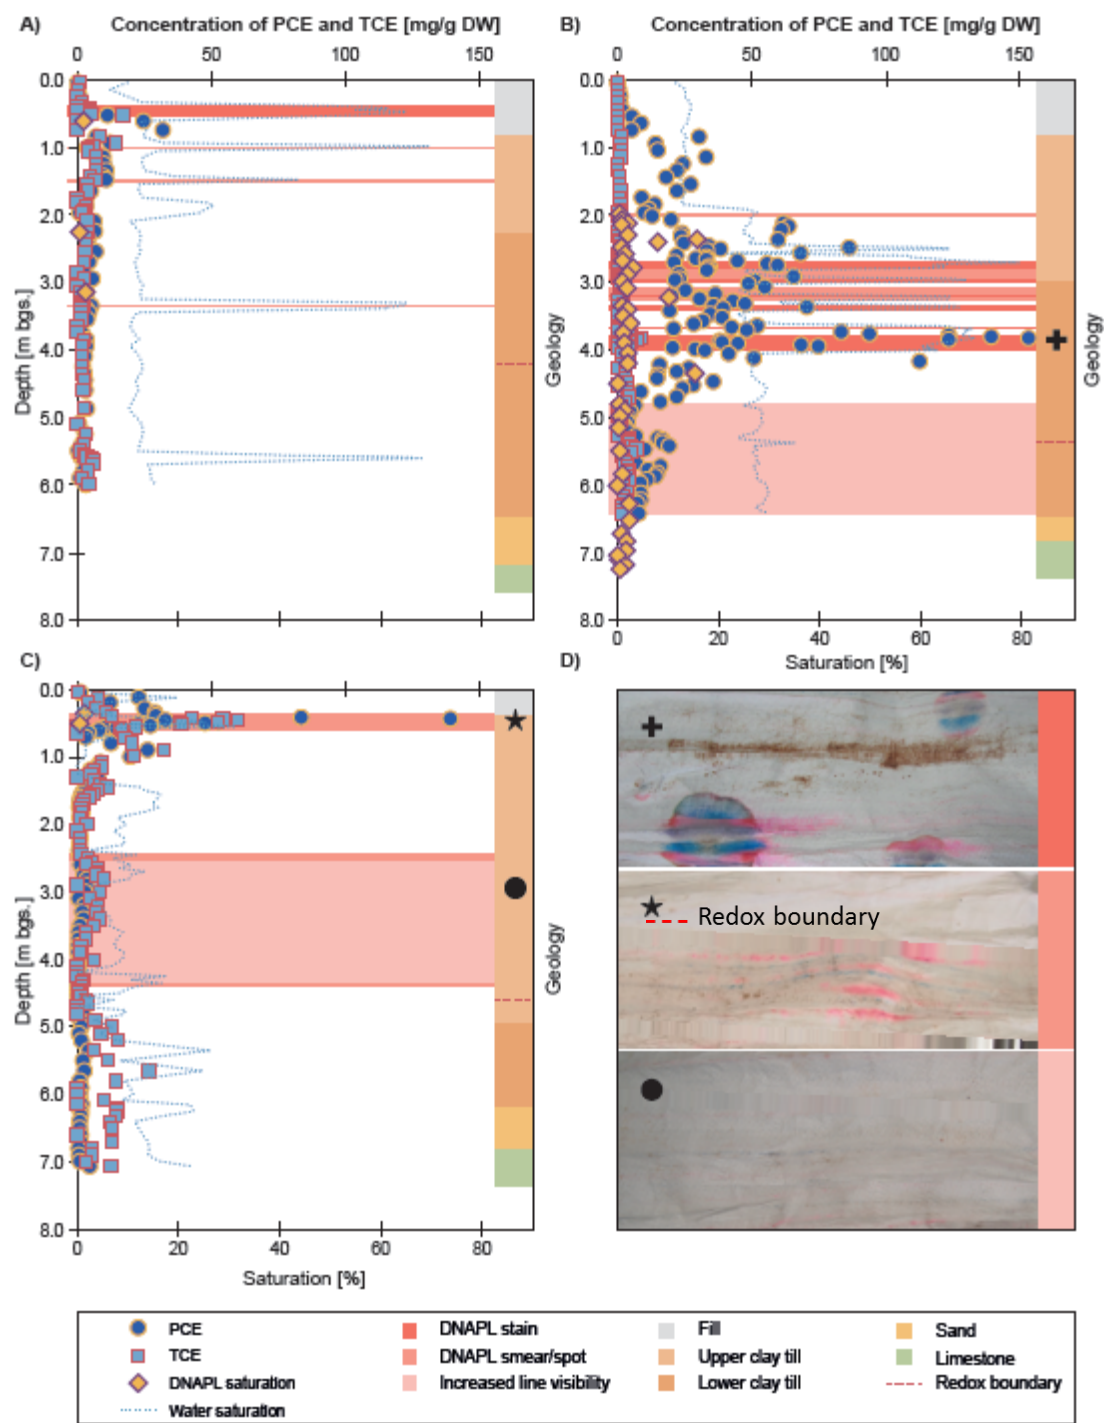 A)
Concentration of PCE and TCE [mg/g DW]
B)
Concentration of PCE and TCE [mg/g DW]
0
50
100
150
0
50
100
150
0.0
1.0
2.0
3.0
4.0
5.0
6.0
7.0
8.0
Depth [m bgs.]
Geology
0.0
1.0
2.0
3.0
4.0
5.0
6.0
7.0
8.0
Geology
0
20
40
60
80
Saturation [%]
C)
D)
0.0
1.0
2.0
3.0
4.0
5.0
6.0
7.0
8.0
Depth [m bgs.]
Geology
0
20
40
60
80
Saturation [%]
Redox boundary
PCE
DNAPL stain
Fill
Sand
TCE
DNAPL smear/spot
Upper clay till
Limestone
DNAPL saturation
Increased line visibility
Lower clay till
Redox boundary
Water saturation